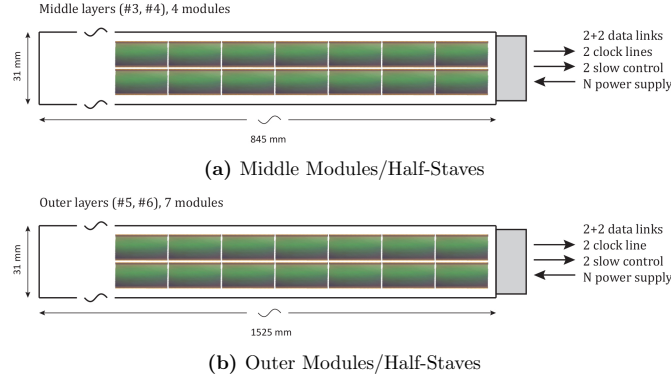 Middle layers (#3, #4), 4 modules
31 mm
2+2 data links
2 clock lines
2 slow control
N power supply
845 mm
(a) Middle Modules/Half-Staves
Outer layers (#5, #6), 7 modules
31 mm
2+2 data links
2 clock line
2 slow control
N power supply
1525 mm
(b) Outer Modules/Half-Staves